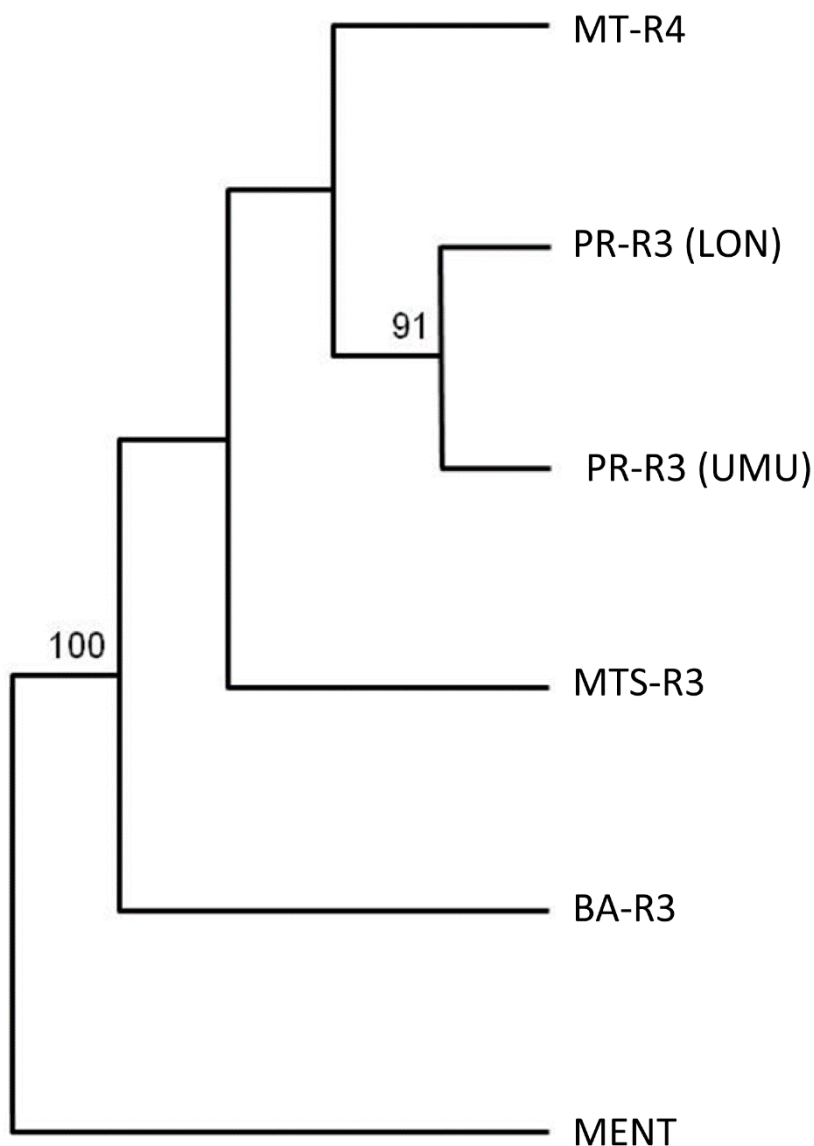 MT-R4
PR-R3 (LON)
91
PR-R3 (UMU)
100
MTS-R3
BA-R3
MENT